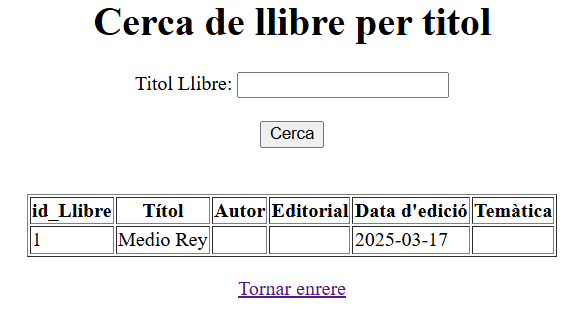 Cerca de llibre per titol
Titol Llibre:
Cerca
id_Llibre Títol Autor Editorial Data d'edició Temàtica
1 Medio Rey 2025-03-17
Tornar enrere